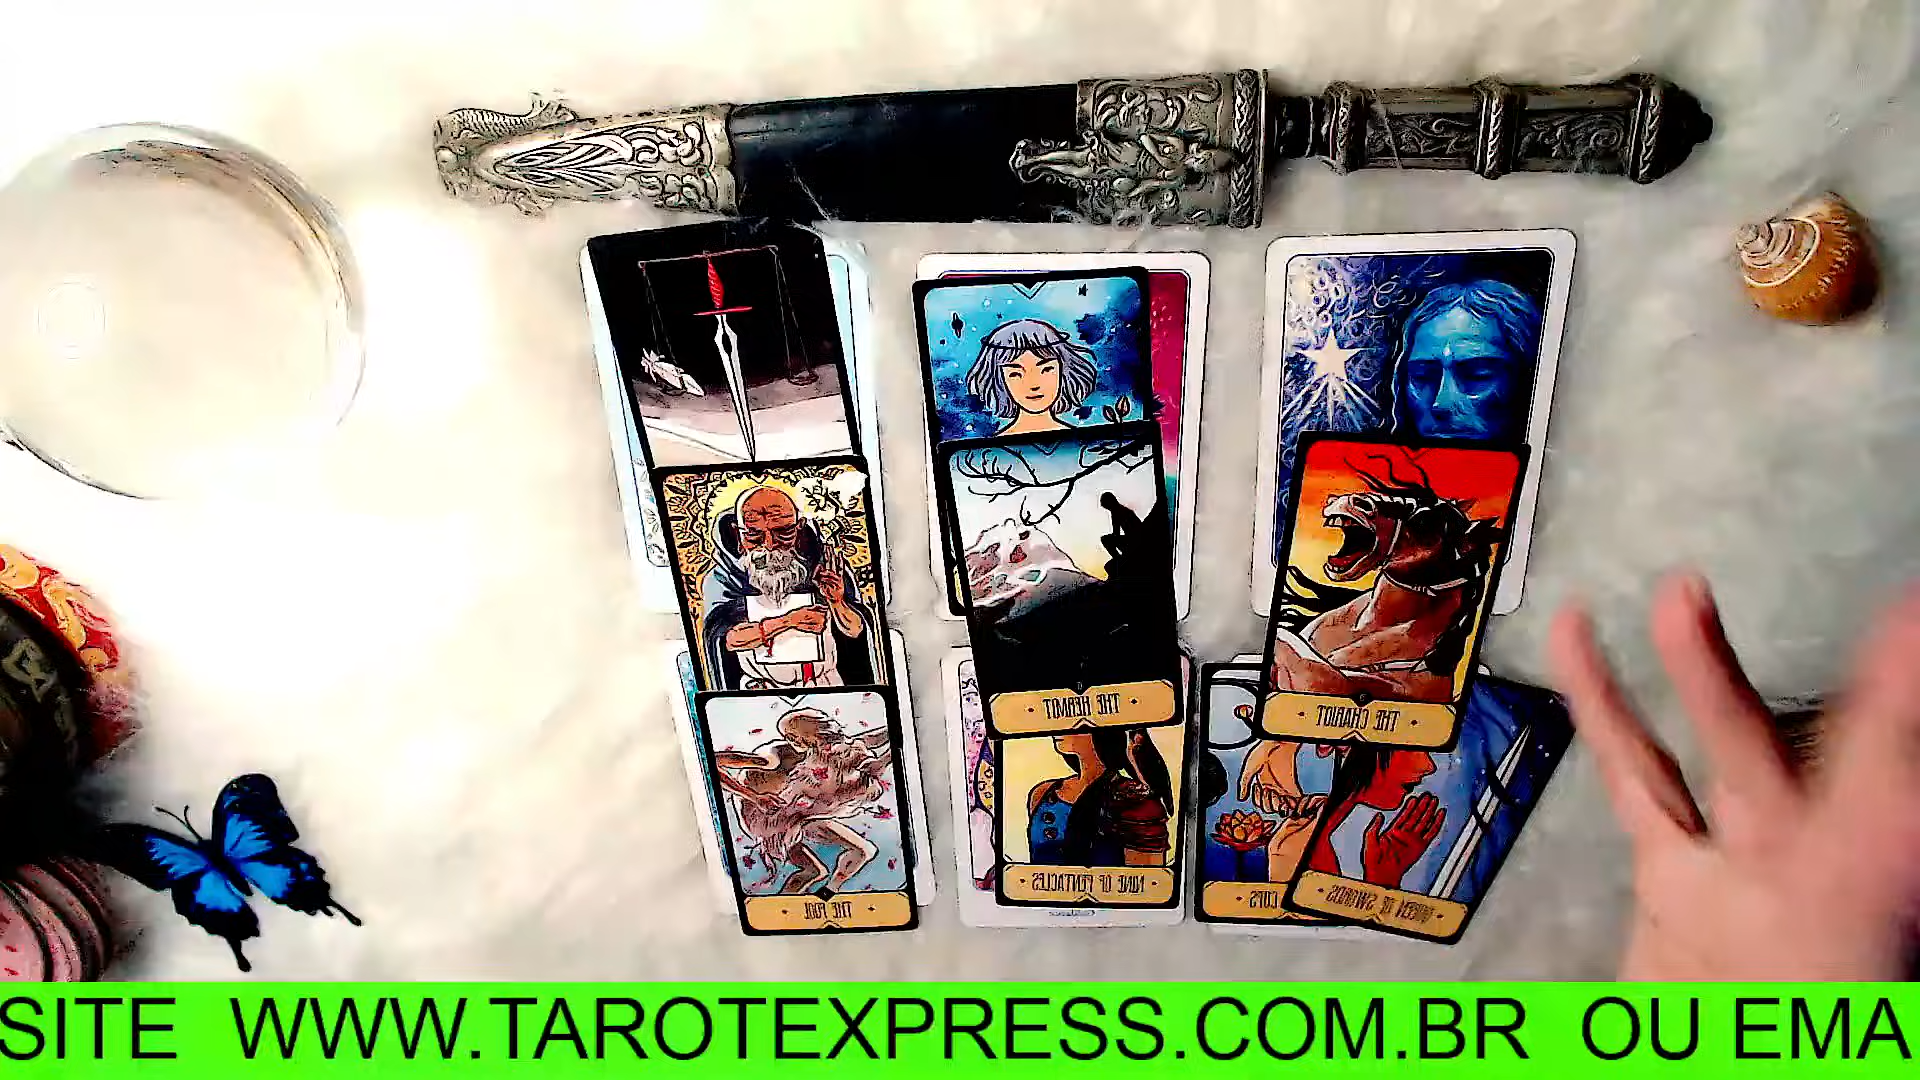 THE HERMIT
THE CHARIOT
NINE OF PENTACLES
CUPS
QUEEN OF SWORDS
THE FOOL
SITE WWW.TAROTEXPRESS.COM.BR OU EMA